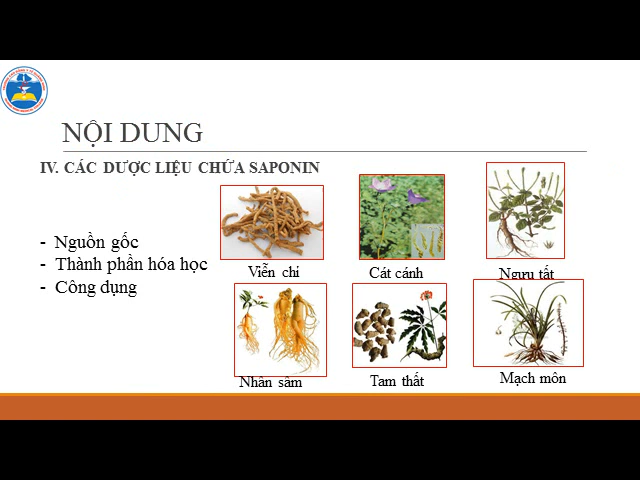 NỘI DUNG
IV. CÁC DƯỢC LIỆU CHỨA SAPONIN
- Nguồn gốc
- Thành phần hóa học
- Công dụng
Viễn chí
Cát cánh
Ngưu tất
Nhân sâm
Tam thất
Mạch môn